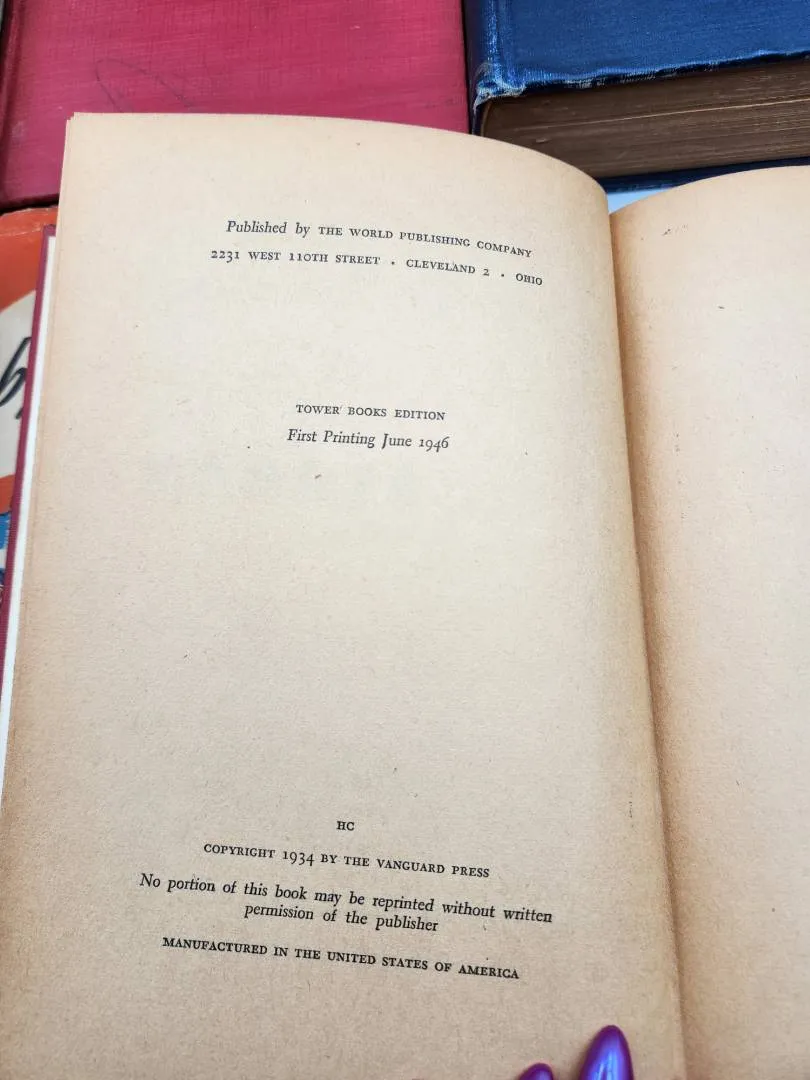 Published by THE WORLD PUBLISHING COMPANY
2231 WEST 110TH STREET • CLEVELAND 2 • OHIO
TOWER BOOKS EDITION
First Printing June 1946
HC
COPYRIGHT 1934 BY THE VANGUARD PRESS
No portion of this book may be reprinted without written
permission of the publisher
MANUFACTURED IN THE UNITED STATES OF AMERICA